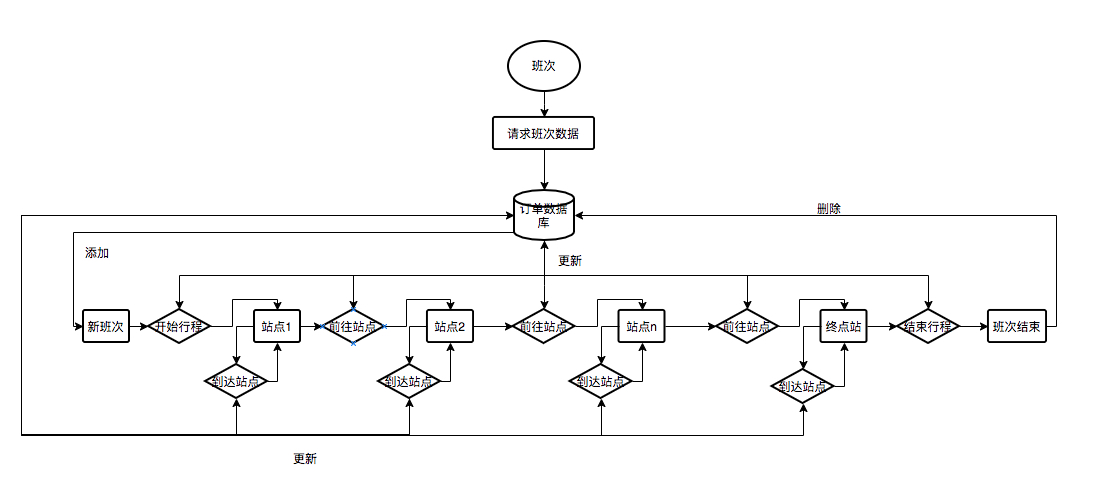 班次
请求班次数据
订单数据
库
删除
添加
更新
新班次
开始行程
站点1
前往站点
站点2
前往站点
站点n
前往站点
终点站
结束行程
班次结束
到达站点
到达站点
到达站点
到达站点
更新